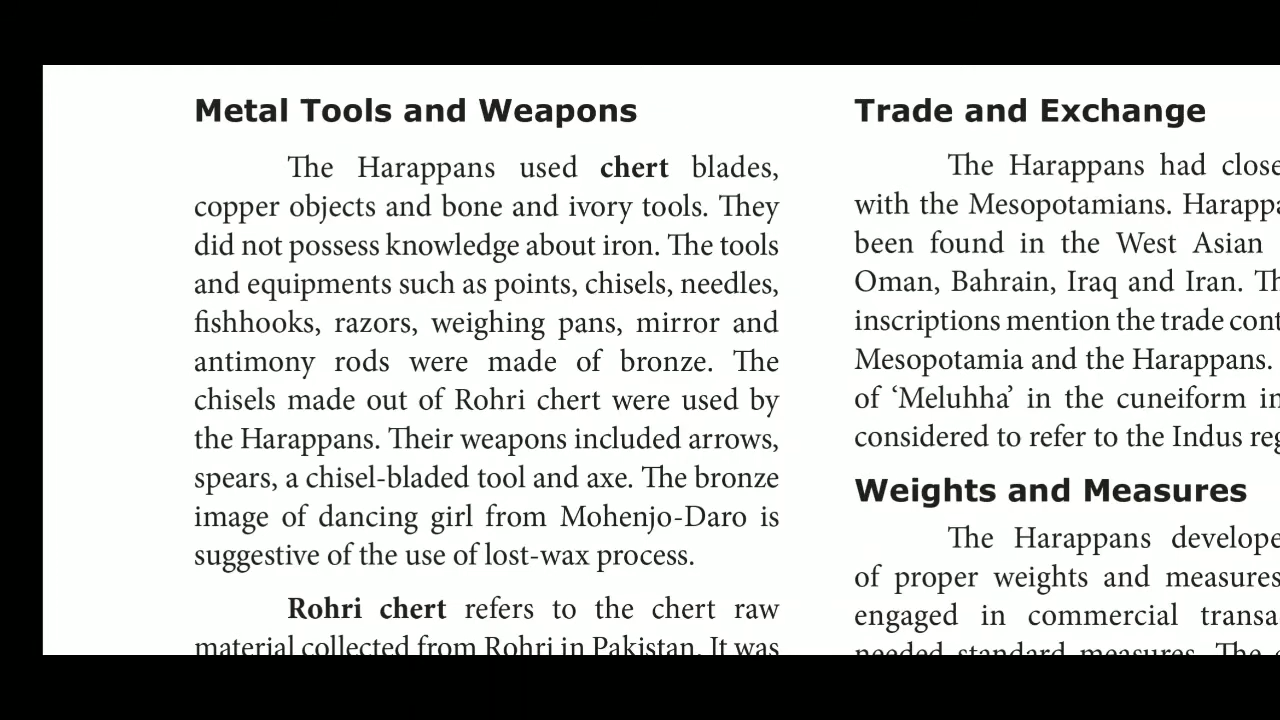 Metal Tools and Weapons
The Harappans used chert blades,
copper objects and bone and ivory tools. They
did not possess knowledge about iron. The tools
and equipments such as points, chisels, needles,
fishhooks, razors, weighing pans, mirror and
antimony rods were made of bronze. The
chisels made out of Rohri chert were used by
the Harappans. Their weapons included arrows,
spears, a chisel-bladed tool and axe. The bronze
image of dancing girl from Mohenjo-Daro is
suggestive of the use of lost-wax process.
Rohri chert refers to the chert raw
material collected from Rohri in Pakistan. It was
Trade and Exchange
The Harappans had close
with the Mesopotamians.
been found in the West Asian
Oman, Bahrain, Iraq and Iran.
inscriptions mention the trade
Mesopotamia and the Harappans.
of ‘Meluhha’ in the cuneiform
considered to refer to the Indus
Weights and Measures
The Harappans
of proper weights and measures
engaged in commercial
needed standard measures. The